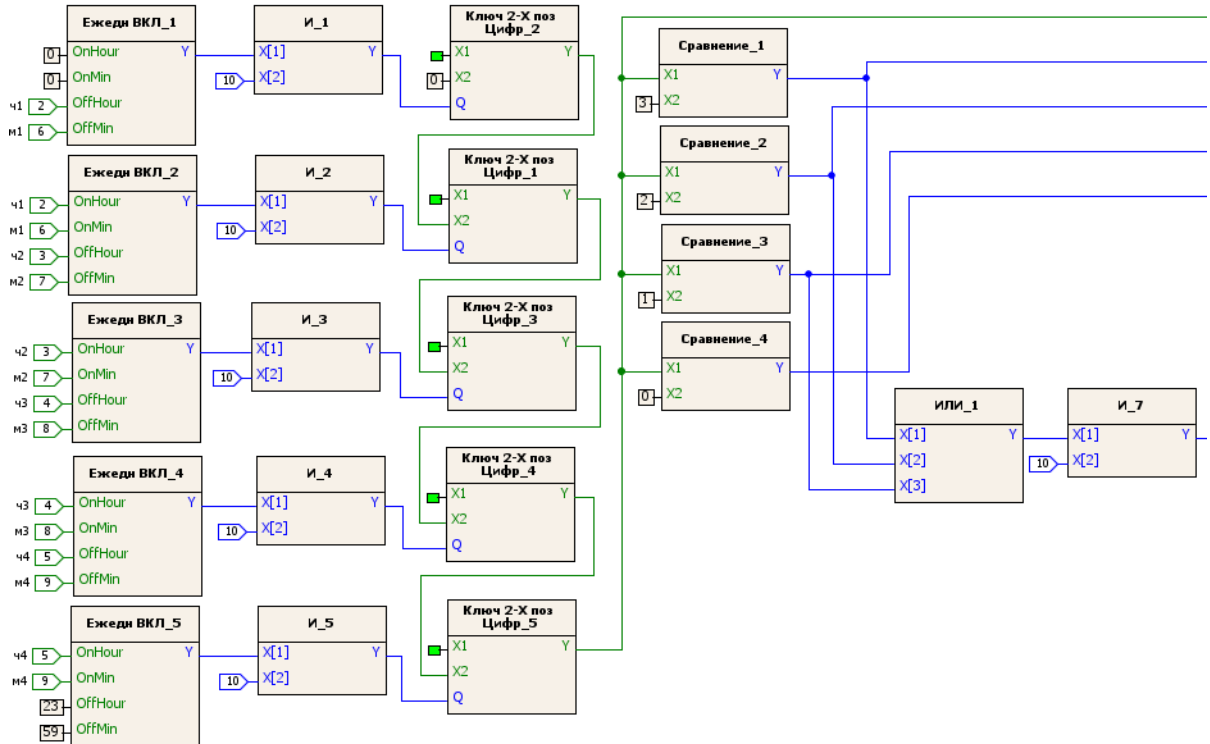 Ежедн ВКЛ_1
OnHour
Y
OnMin
OffHour
OffMin
0
0
ч1 2
м1 6
И_1
X[1]
Y
X[2]
10
Ключ 2-Х поз
Цифр_2
X1
Y
X2
Q
0
Ежедн ВКЛ_2
OnHour
Y
OnMin
OffHour
OffMin
ч1 2
м1 6
ч2 3
м2 7
И_2
X[1]
Y
X[2]
10
Ключ 2-Х поз
Цифр_1
X1
Y
X2
Q
Ежедн ВКЛ_3
OnHour
Y
OnMin
OffHour
OffMin
ч2 3
м2 7
ч3 4
м3 8
И_3
X[1]
Y
X[2]
10
Ключ 2-Х поз
Цифр_3
X1
Y
X2
Q
Ежедн ВКЛ_4
OnHour
Y
OnMin
OffHour
OffMin
ч3 4
м3 8
ч4 5
м4 9
И_4
X[1]
Y
X[2]
10
Ключ 2-Х поз
Цифр_4
X1
Y
X2
Q
Ежедн ВКЛ_5
OnHour
Y
OnMin
OffHour
OffMin
ч4 5
м4 9
23
59
И_5
X[1]
Y
X[2]
10
Ключ 2-Х поз
Цифр_5
X1
Y
X2
Q
Сравнение_1
X1
Y
X2
3
Сравнение_2
X1
Y
X2
2
Сравнение_3
X1
Y
X2
1
Сравнение_4
X1
Y
X2
0
ИЛИ_1
X[1]
Y
X[2]
X[3]
И_7
X[1]
Y
X[2]
10